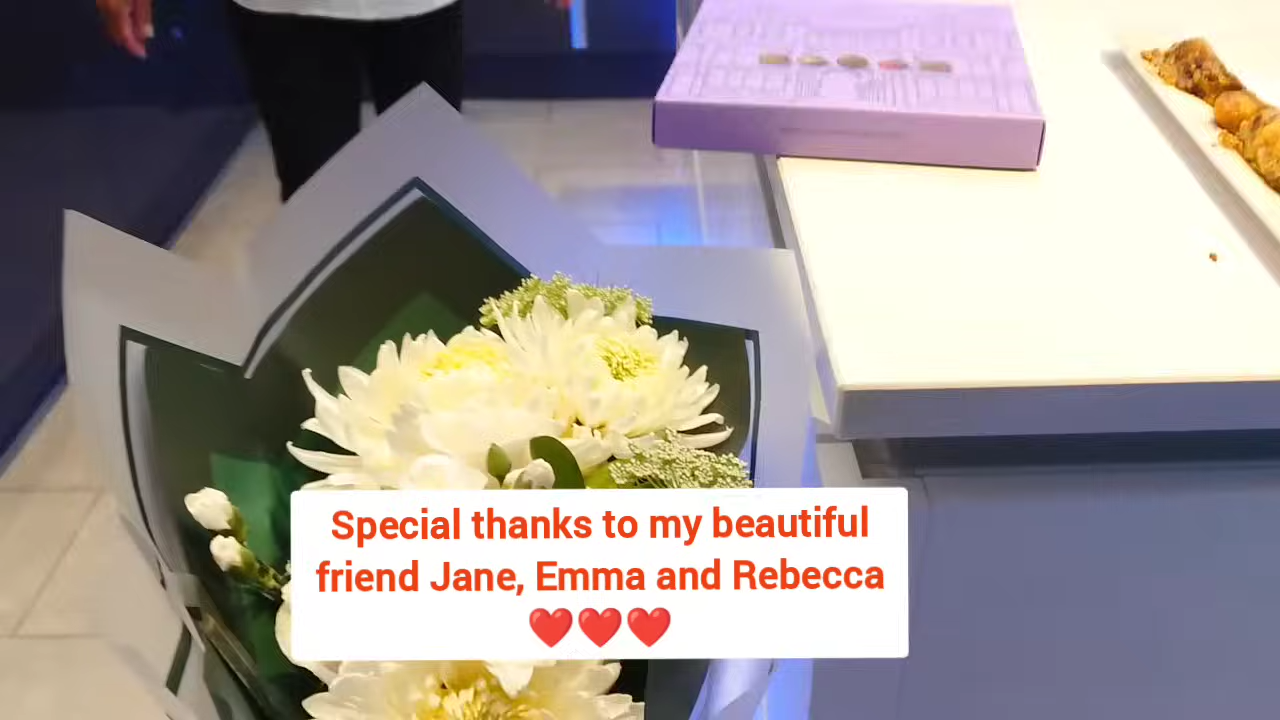 Special thanks to my beautiful
friend Jane, Emma and Rebecca
❤️❤️❤️